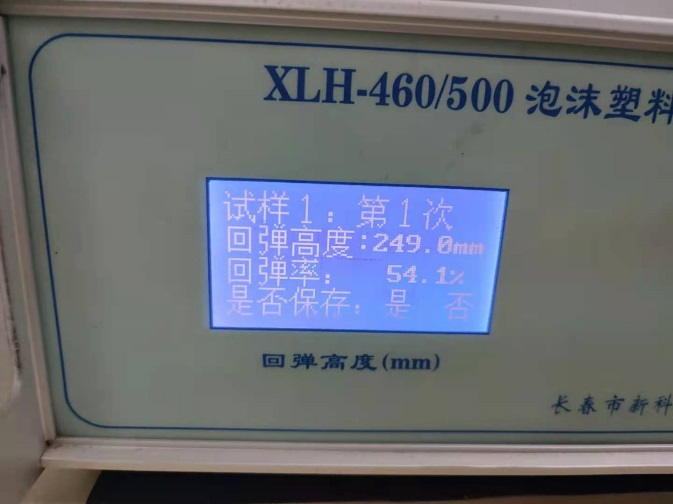 XLH-460/500 泡沫塑料
试样1：第1次
回弹高度:249.0mm
回弹率: 54.1%
是否保存: 是 否
回弹高度(mm)
长春市新科